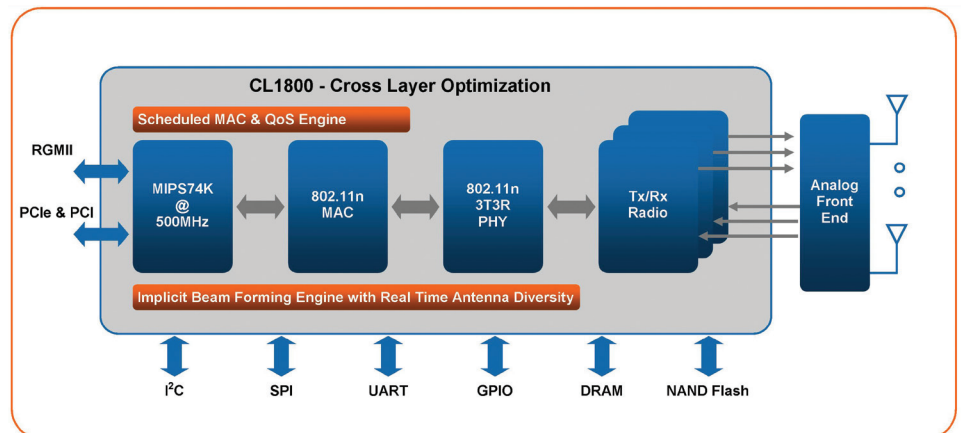 CL1800 - Cross Layer Optimization
Scheduled MAC & QoS Engine
RGMII
PCIe & PCI
MIPS74K
@
500MHz
802.11n
MAC
802.11n
3T3R
PHY
Tx/Rx
Radio
Analog
Front
End
Implicit Beam Forming Engine with Real Time Antenna Diversity
I²C
SPI
UART
GPIO
DRAM
NAND Flash